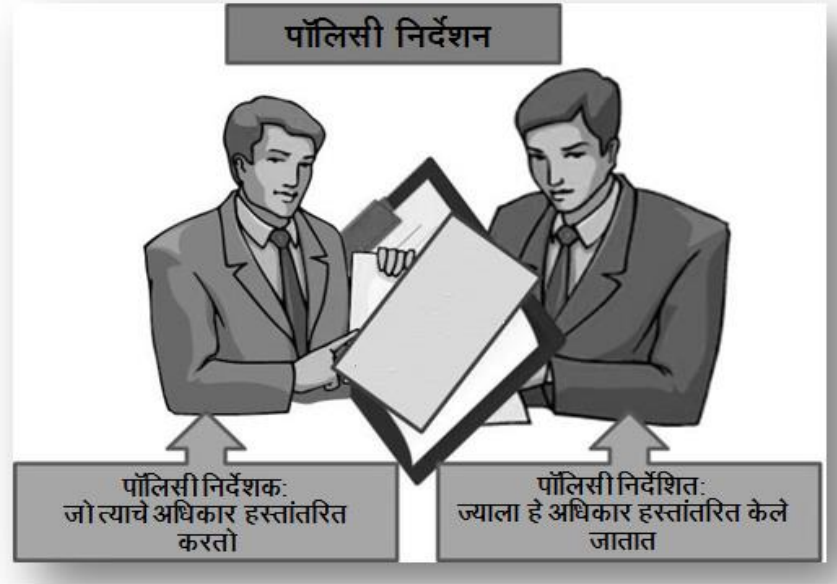 पॉलिसी निर्देशन
पॉलिसी निर्देशक:
जो त्याचे अधिकार हस्तांतरित
करतो
पॉलिसी निर्देशित:
ज्याला हे अधिकार हस्तांतरित केले
जातात